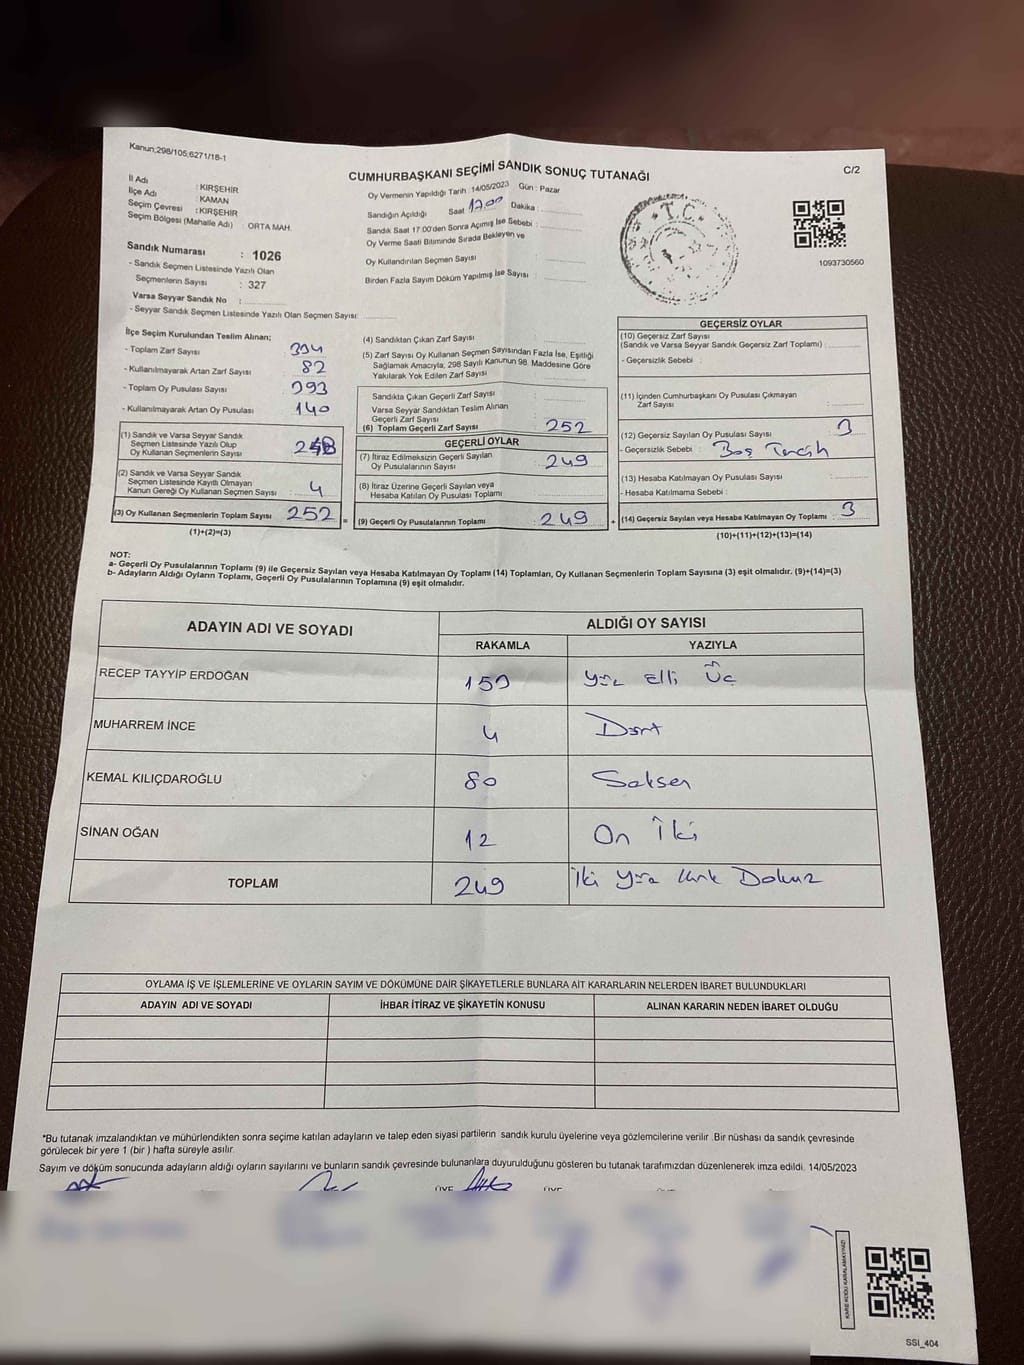 Kanun;298/105;6271/18-1
CUMHURBAŞKANI SEÇİMİ SANDIK SONUÇ TUTANAĞI
C/2
İl Adı : KIRŞEHİR
İlçe Adı : KAMAN
Seçim Çevresi : KIRŞEHİR
Seçim Bölgesi (Mahalle Adı) : ORTA MAH.
Sandık Numarası : 1026
- Sandık Seçmen Listesinde Yazılı Olan
Seçmenlerin Sayısı : 327
Varsa Seyyar Sandık No :
- Seyyar Sandık Seçmen Listesinde Yazılı Olan Seçmen Sayısı:
Oy Vermenin Yapıldığı Tarih :14/05/2023 Gün : Pazar
Sandığın Açıldığı Saat 17.00 Dakika :
Sandık Saat 17:00'den Sonra Açımış İse Sebebi :
Oy Verme Saati Bitiminde Sırada Bekleyen ve
Oy Kullandırılan Seçmen Sayısı
Birden Fazla Sayım Döküm Yapılmış İse Sayısı
T.C.
1093730560
İlçe Seçim Kurulundan Teslim Alınan;
- Toplam Zarf Sayısı 334
- Kullanılmayarak Artan Zarf Sayısı 82
- Toplam Oy Pusulası Sayısı 393
- Kullanılmayarak Artan Oy Pusulası 140
(1) Sandık ve Varsa Seyyar Sandık
Seçmen Listesinde Yazılı Olup
Oy Kullanan Seçmenlerin Sayısı 248
(2) Sandık ve Varsa Seyyar Sandık
Seçmen Listesinde Kayıtlı Olmayan
Kanun Gereği Oy Kullanan Seçmen Sayısı : 4
(3) Oy Kullanan Seçmenlerin Toplam Sayısı 252 =
(1)+(2)=(3)
(4) Sandıktan Çıkan Zarf Sayısı
(5) Zarf Sayısı Oy Kullanan Seçmen Sayısından Fazla İse, Eşitliği
Sağlamak Amacıyla, 298 Sayılı Kanunun 98. Maddesine Göre
Yakılarak Yok Edilen Zarf Sayısı
Sandıkta Çıkan Geçerli Zarf Sayısı
Varsa Seyyar Sandıktan Teslim Alınan
Geçerli Zarf Sayısı
(6) Toplam Geçerli Zarf Sayısı 252
GEÇERLİ OYLAR
(7) İtiraz Edilmeksizin Geçerli Sayılan
Oy Pusulalarının Sayısı : 249
(8) İtiraz Üzerine Geçerli Sayılan veya
Hesaba Katılan Oy Pusulası Toplamı
(9) Geçerli Oy Pusulalarının Toplamı : 249 +
GEÇERSİZ OYLAR
(10) Geçersiz Zarf Sayısı
(Sandık ve Varsa Seyyar Sandık Geçersiz Zarf Toplamı) :
- Geçersizlik Sebebi :
(11) İçinden Cumhurbaşkanı Oy Pusulası Çıkmayan
Zarf Sayısı :
(12) Geçersiz Sayılan Oy Pusulası Sayısı : 3
- Geçersizlik Sebebi : Boş Tercih
(13) Hesaba Katılmayan Oy Pusulası Sayısı :
- Hesaba Katılmama Sebebi :
(14) Geçersiz Sayılan veya Hesaba Katılmayan Oy Toplamı : 3
(10)+(11)+(12)+(13)=(14)
NOT:
a- Geçerli Oy Pusulalarının Toplamı (9) ile Geçersiz Sayılan veya Hesaba Katılmayan Oy Toplamı (14) Toplamları, Oy Kullanan Seçmenlerin Toplam Sayısına (3) eşit olmalıdır. (9)+(14)=(3)
b- Adayların Aldığı Oyların Toplamı, Geçerli Oy Pusulalarının Toplamına (9) eşit olmalıdır.
ADAYIN ADI VE SOYADI
ALDIĞI OY SAYISI
RAKAMLA YAZIYLA
RECEP TAYYİP ERDOĞAN 153 Yüz Elli Üç
MUHARREM İNCE 4 Dört
KEMAL KILIÇDAROĞLU 80 Seksen
SİNAN OĞAN 12 On İki
TOPLAM 249 İki Yüz Kırk Dokuz
OYLAMA İŞ VE İŞLEMLERİNE VE OYLARIN SAYIM VE DÖKÜMÜNE DAİR ŞİKAYETLERLE BUNLARA AİT KARARLARIN NELERDEN İBARET BULUNDUKLARI
ADAYIN ADI VE SOYADI İHBAR İTİRAZ VE ŞİKAYETİN KONUSU ALINAN KARARIN NEDEN İBARET OLDUĞU
*Bu tutanak imzalandıktan ve mühürlendikten sonra seçime katılan adayların ve talep eden siyasi partilerin sandık kurulu üyelerine veya gözlemcilerine verilir .Bir nüshası da sandık çevresinde
görülecek bir yere 1 (bir ) hafta süreyle asılır.
Sayım ve döküm sonucunda adayların aldığı oyların sayılarını ve bunların sandık çevresinde bulunanlara duyurulduğunu gösteren bu tutanak tarafımızdan düzenlenerek imza edildi. 14/05/2023
ÜYE ÜYE
KARE KODU KARALAMAYINIZ!
SSI_404